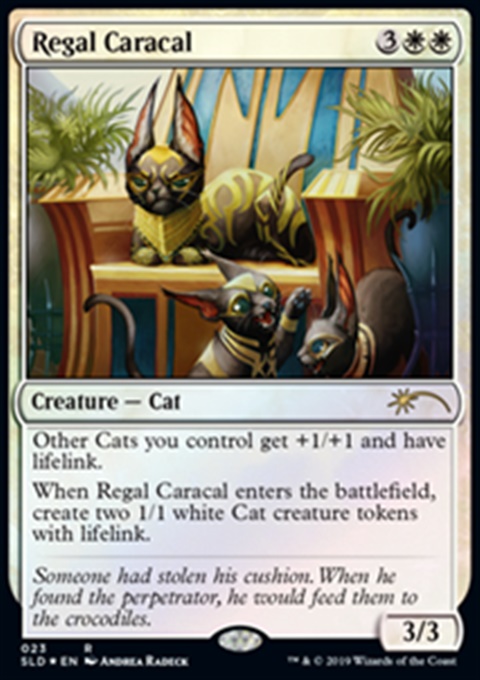 Regal Caracal 3
Creature — Cat
Other Cats you control get +1/+1 and have
lifelink.
When Regal Caracal enters the battlefield,
create two 1/1 white Cat creature tokens
with lifelink.
Someone had stolen his cushion. When he
found the perpetrator, he would feed them to
the crocodiles.
3/3
023 R
SLD ★ EN Andrea Radeck
™ & © 2019 Wizards of the Coast